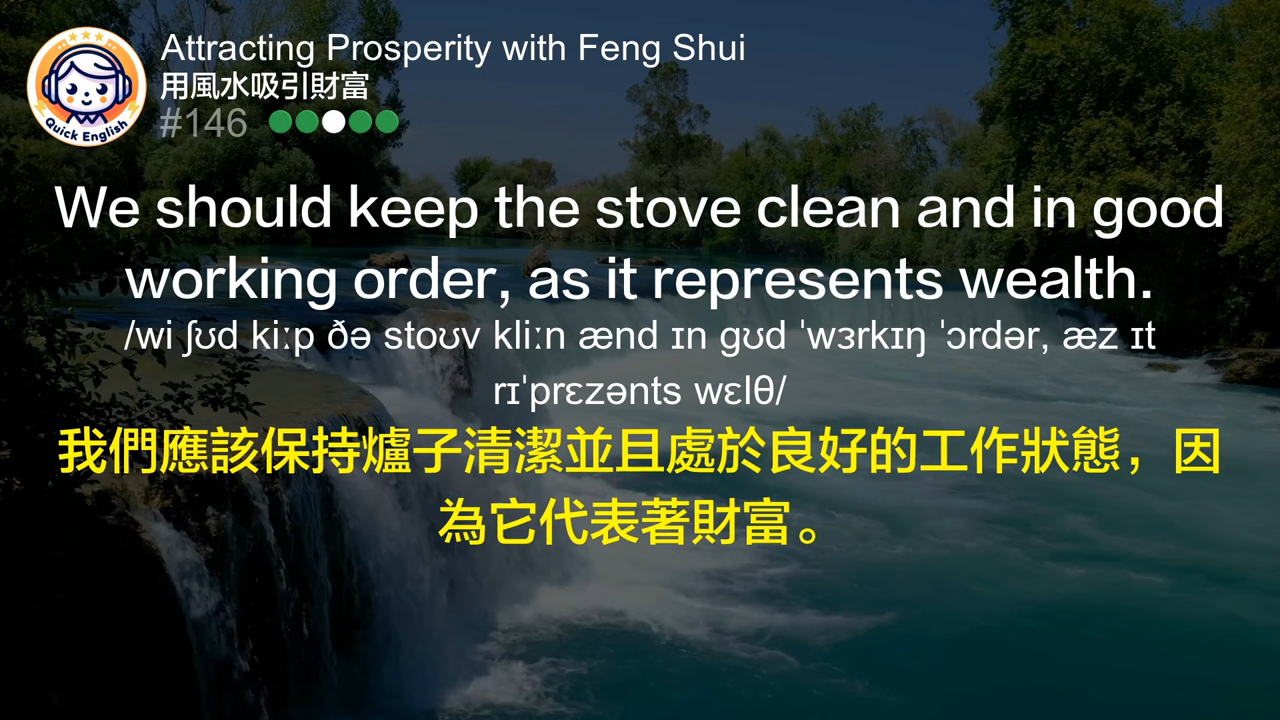 Attracting Prosperity with Feng Shui
用風水吸引財富
#146
Quick English
We should keep the stove clean and in good
working order, as it represents wealth.
/wi ʃʊd kiːp ðə stoʊv kliːn ænd ɪn gʊd ˈwɜrkɪŋ ˈɔrdər, æz ɪt
rɪˈprɛzənts wɛlθ/
我們應該保持爐子清潔並且處於良好的工作狀態，因
為它代表著財富。